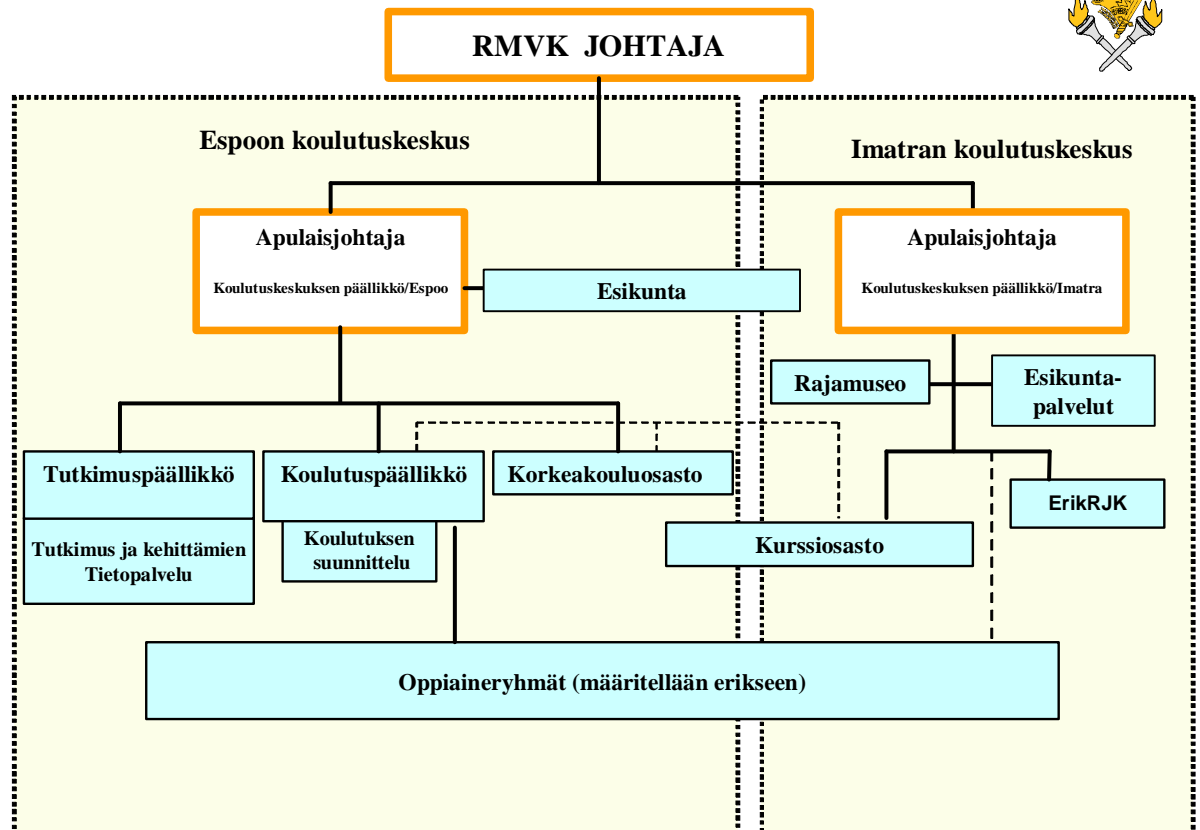 RMVK JOHTAJA
Espoon koulutuskeskus
Imatran koulutuskeskus
Apulaisjohtaja
Koulutuskeskuksen päällikkö/Espoo
Esikunta
Apulaisjohtaja
Koulutuskeskuksen päällikkö/Imatra
Rajamuseo
Esikunta-
palvelut
Tutkimuspäällikkö
Tutkimus ja kehittämien
Tietopalvelu
Koulutuspäällikkö
Koulutuksen
suunnittelu
Korkeakouluosasto
Kurssiosasto
ErikRJK
Oppiaineryhmät (määritellään erikseen)